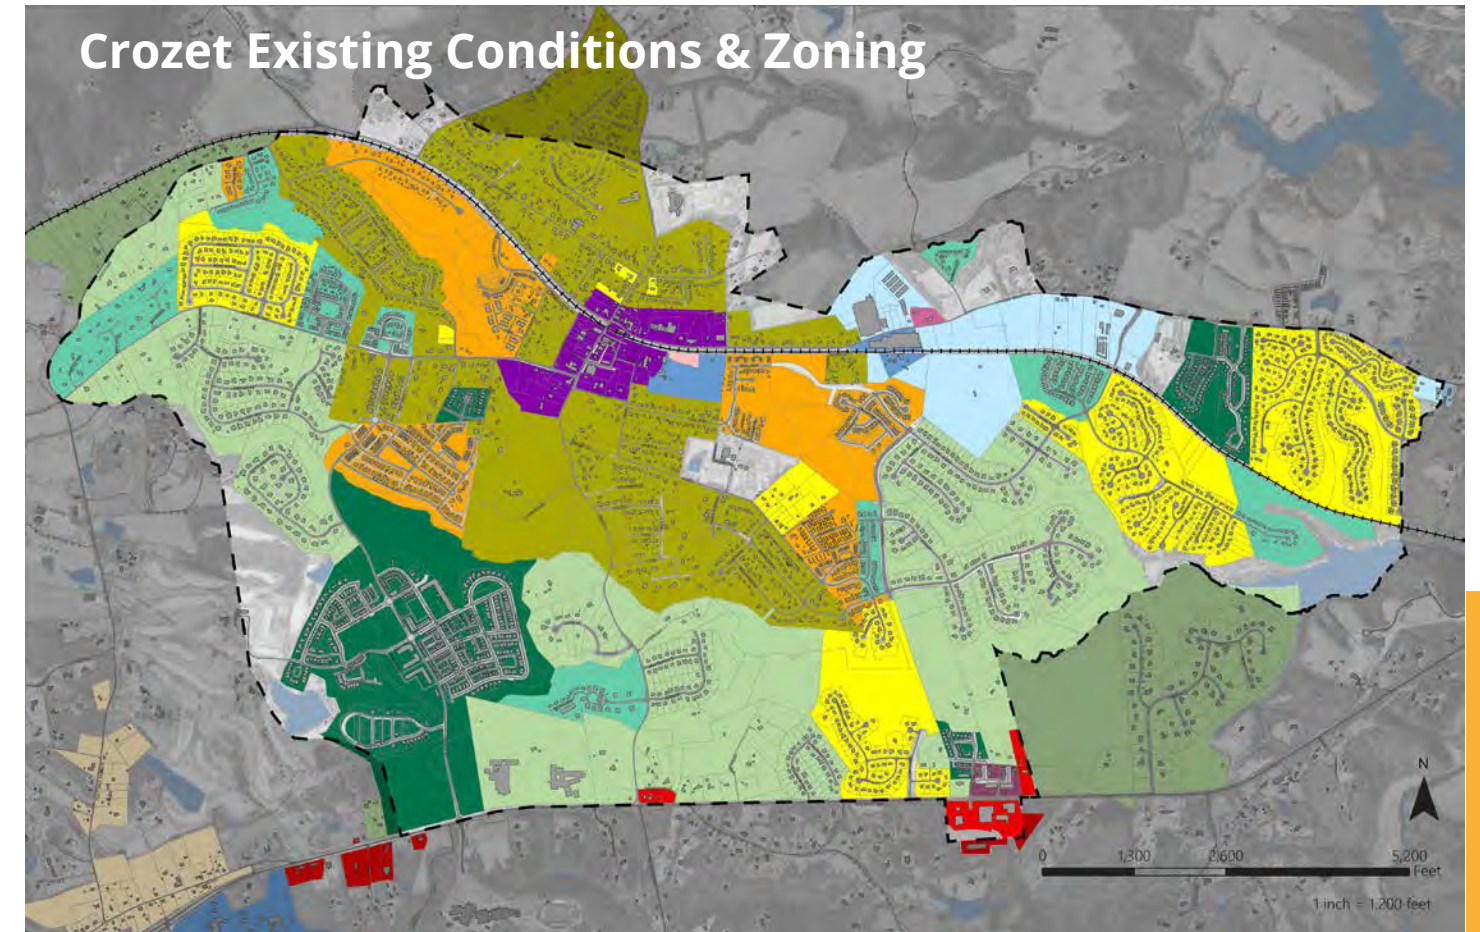 Crozet Existing Conditions & Zoning
N
0 1,300 2,600 5,200
Feet
1 inch = 1,200 feet